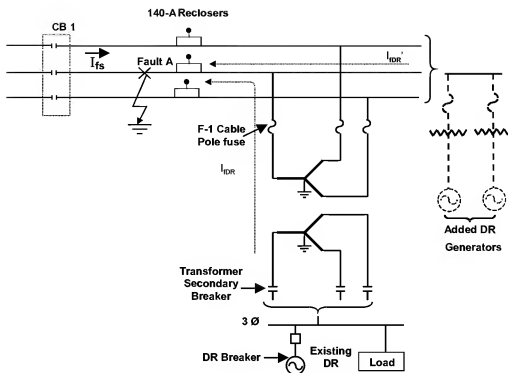 140-A Reclosers
CB 1
Ifs
Fault A
IfDR'
F-1 Cable
Pole fuse
IfDR
Added DR
Generators
Transformer
Secondary
Breaker
3 Ø
DR Breaker
Existing
DR
Load